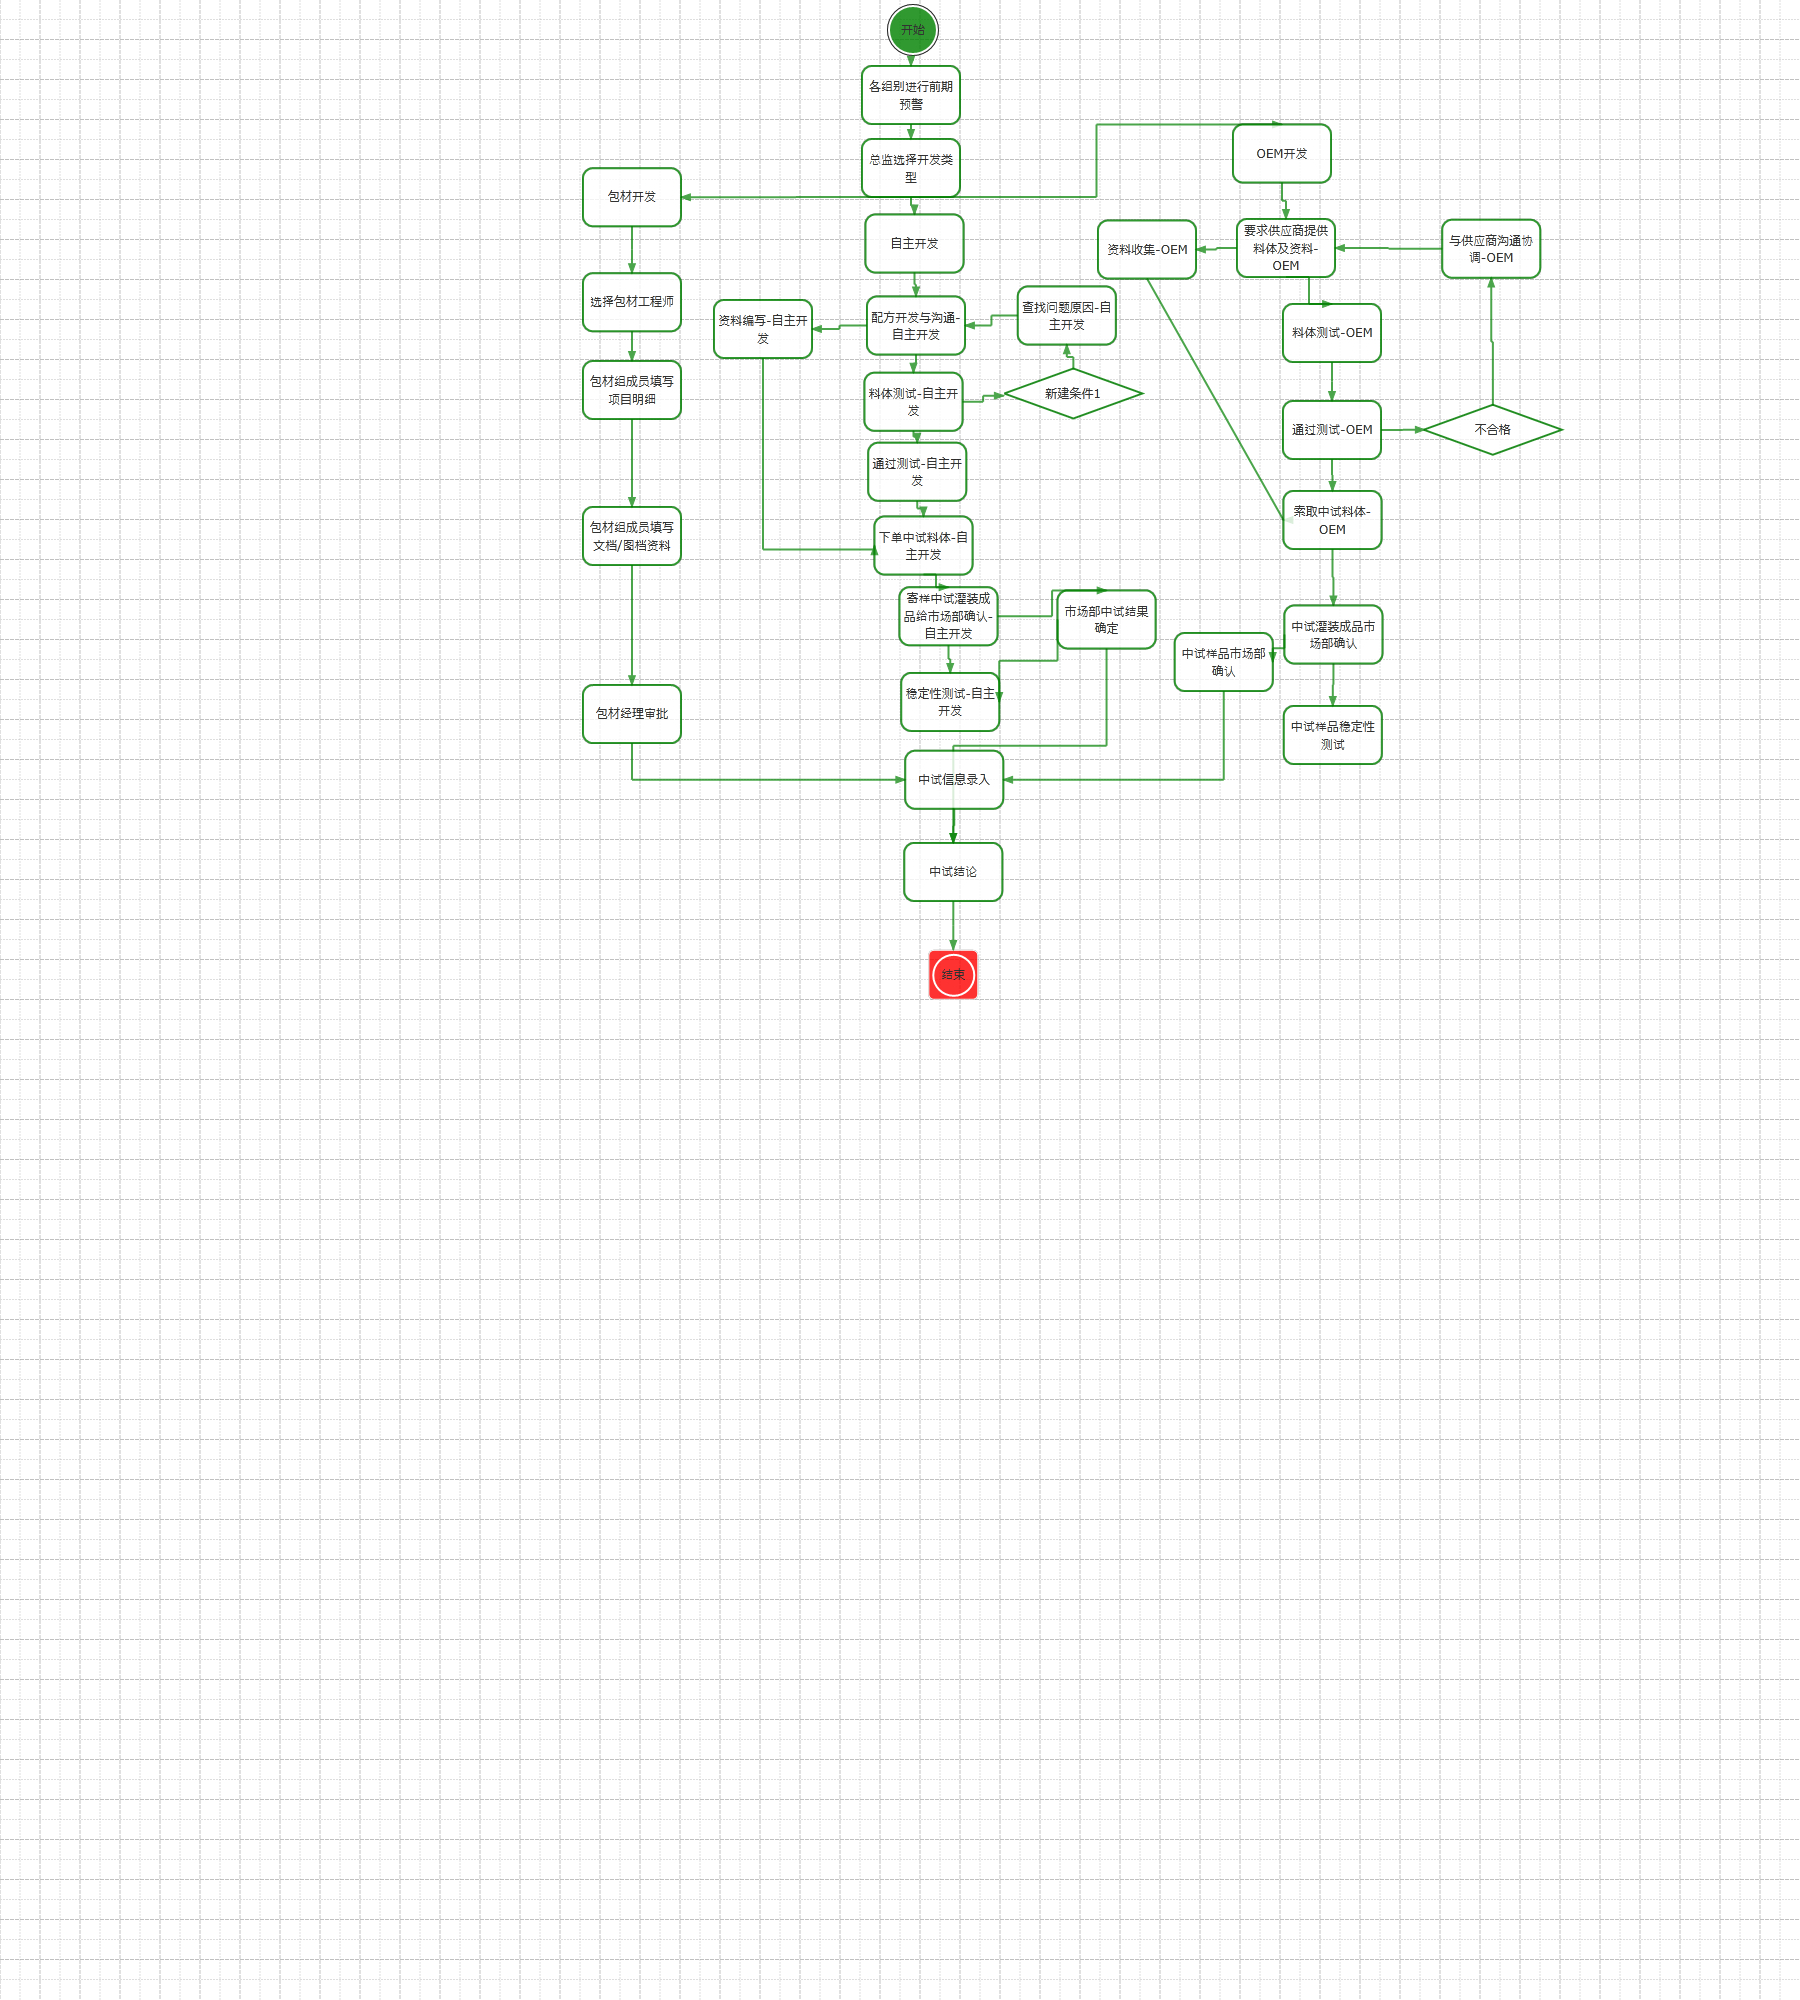 开始
各组别进行前期
预警
总监选择开发类
型
OEM开发
包材开发
自主开发
资料收集-OEM
要求供应商提供
料体及资料-
OEM
与供应商沟通协
调-OEM
选择包材工程师
资料编写-自主开
发
配方开发与沟通-
自主开发
查找问题原因-自
主开发
料体测试-OEM
包材组成员填写
项目明细
料体测试-自主开
发
新建条件1
通过测试-OEM
不合格
通过测试-自主开
发
包材组成员填写
文档/图档资料
下单中试料体-自
主开发
索取中试料体-
OEM
寄样中试灌装成
品给市场部确认-
自主开发
市场部中试结果
确定
中试样品市场部
确认
中试灌装成品市
场部确认
包材经理审批
稳定性测试-自主
开发
中试样品稳定性
测试
中试信息录入
中试结论
结束